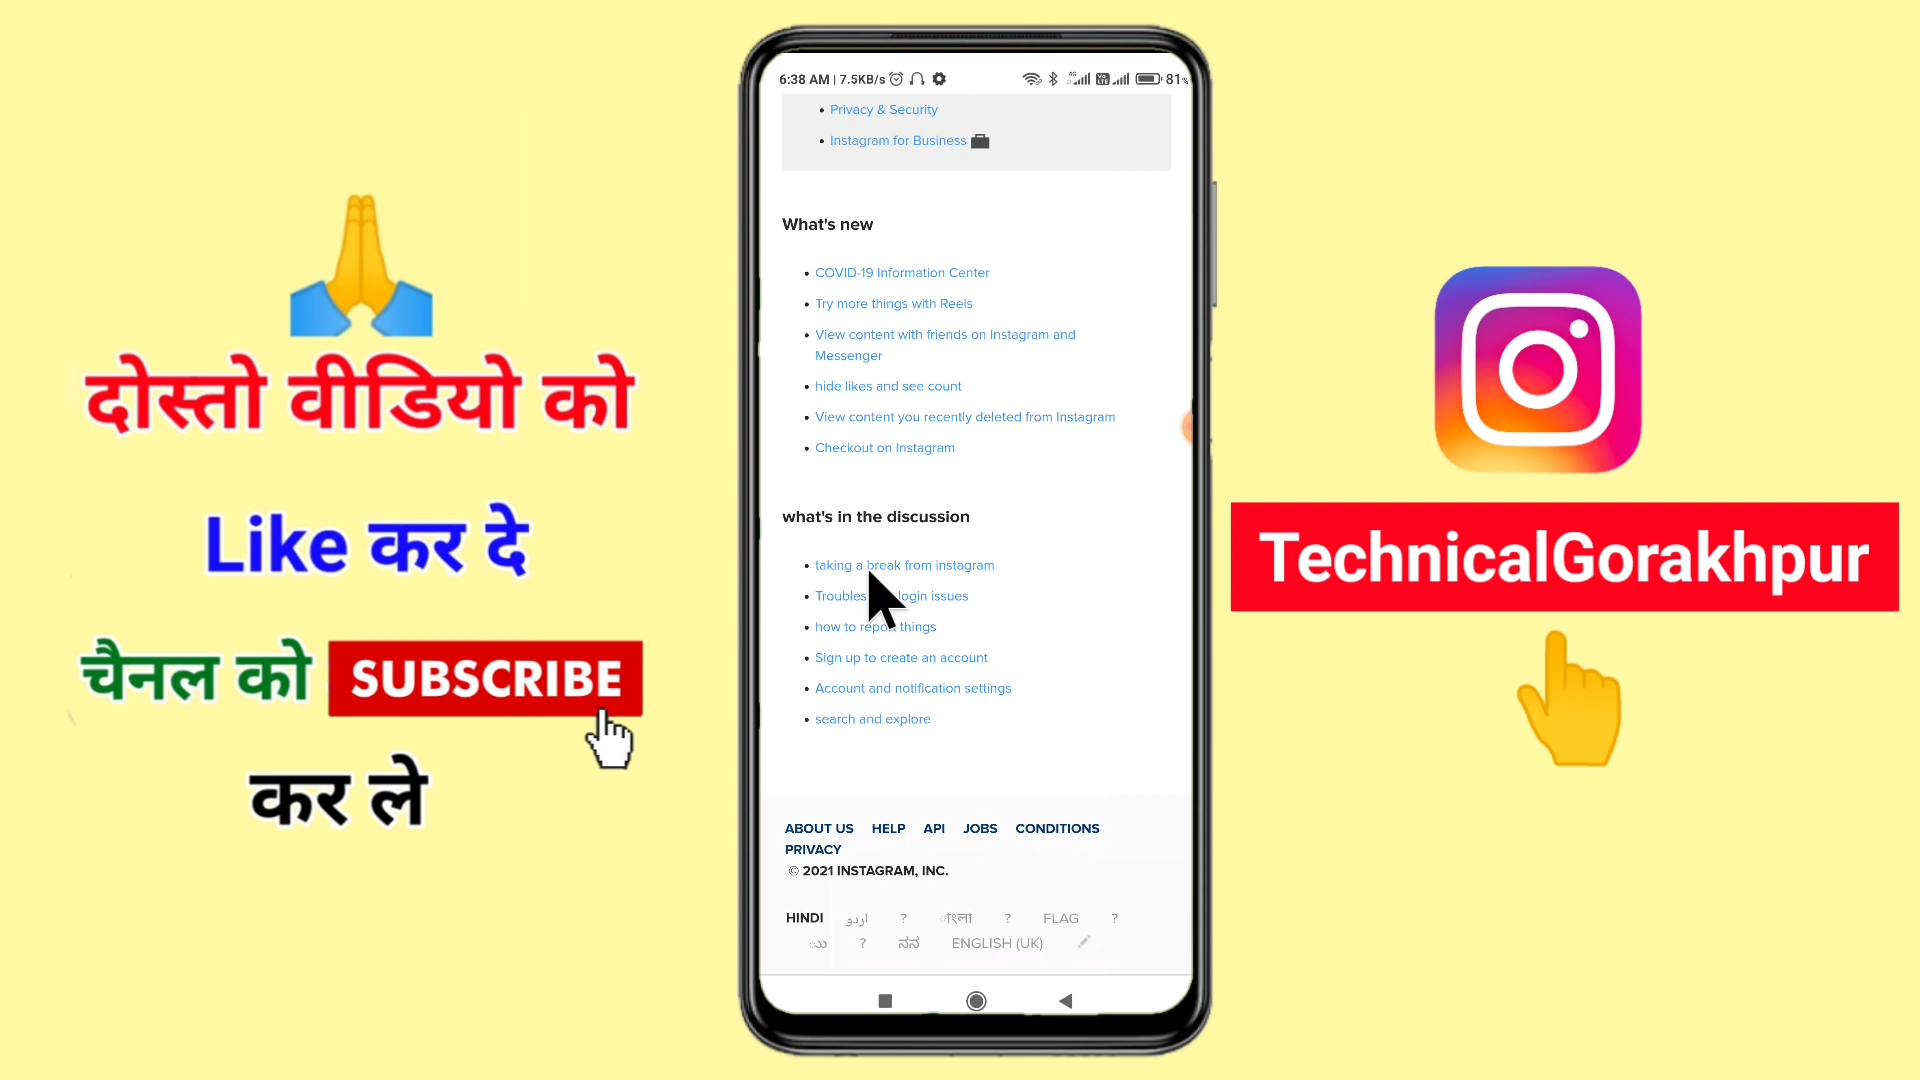 दोस्तो वीडियो को
Like कर दे
चैनल को SUBSCRIBE
कर ले
6:38 AM | 7.5KB/s 81%
Privacy & Security
Instagram for Business
What's new
COVID-19 Information Center
Try more things with Reels
View content with friends on Instagram and
Messenger
hide likes and see count
View content you recently deleted from Instagram
Checkout on Instagram
what's in the discussion
taking a break from instagram
login issues
how to report things
Sign up to create an account
Account and notification settings
search and explore
ABOUT US HELP API JOBS CONDITIONS
PRIVACY
© 2021 INSTAGRAM, INC.
HINDI اردو ? াংলা ? FLAG ?
? ನನ ENGLISH (UK)
TechnicalGorakhpur